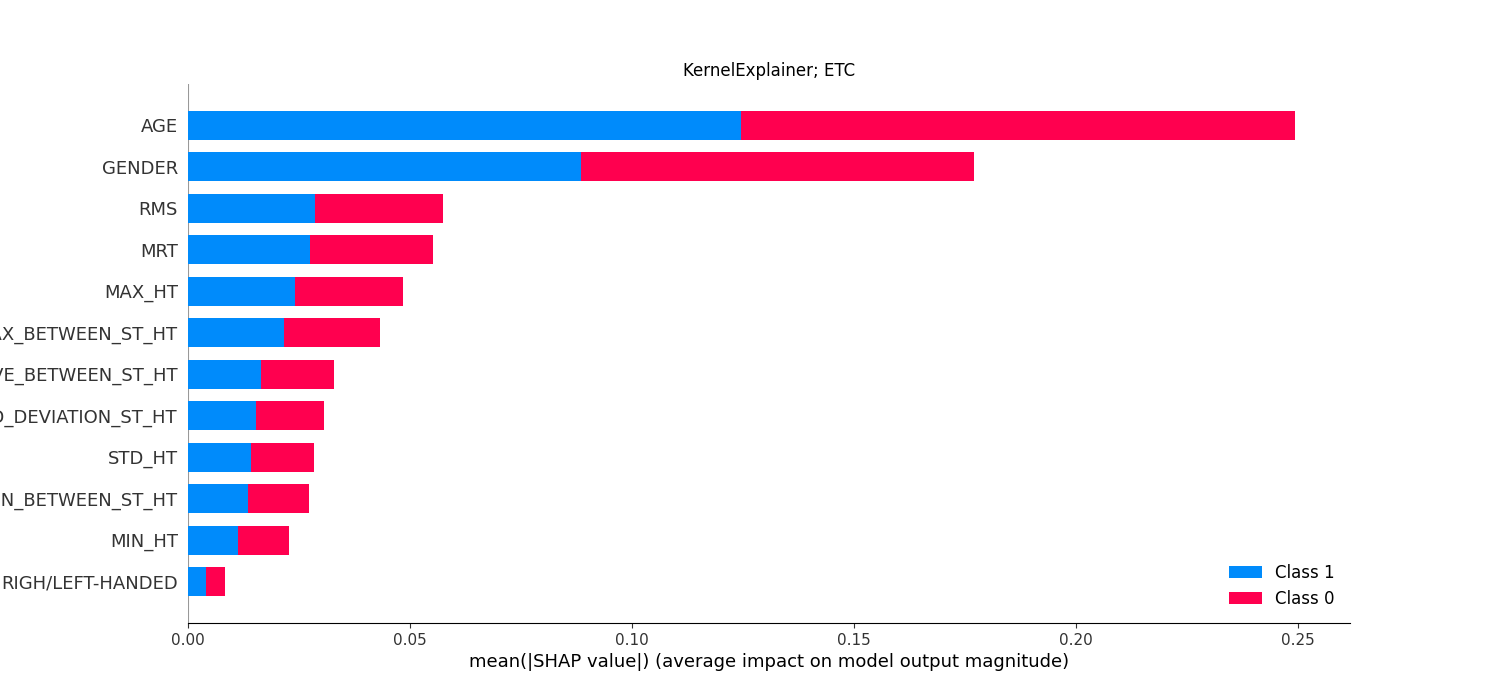 KernelExplainer; ETC
AGE
GENDER
RMS
MRT
MAX_HT
X_BETWEEN_ST_HT
E_BETWEEN_ST_HT
_DEVIATION_ST_HT
STD_HT
N_BETWEEN_ST_HT
MIN_HT
RIGH/LEFT-HANDED
Class 1
Class 0
0.00 0.05 0.10 0.15 0.20 0.25
mean(|SHAP value|) (average impact on model output magnitude)